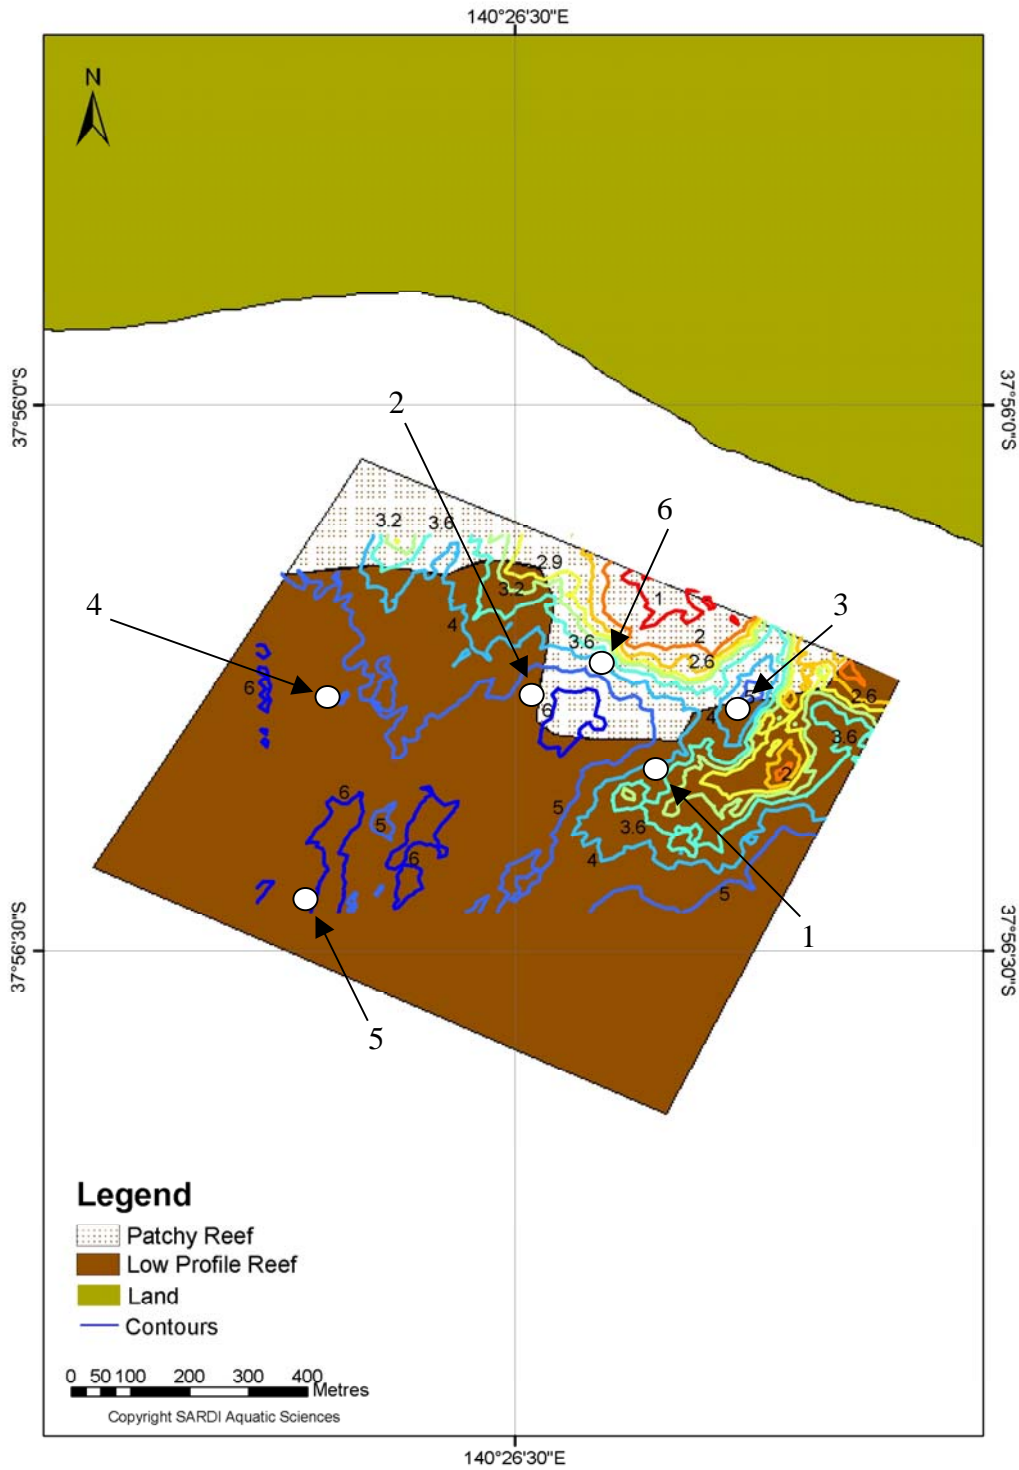 140°26'30"E
N
37°56'0"S
37°56'0"S
2
3.2
3.6
6
2.9
3.2
1
4
4
3.6
2
3
2.6
6
6
5
2.6
4
3.6
2
6
5
5
3.6
6
4
5
37°56'30"S
37°56'30"S
1
5
Legend
Patchy Reef
Low Profile Reef
Land
Contours
0 50 100 200 300 400 Metres
Copyright SARDI Aquatic Sciences
140°26'30"E